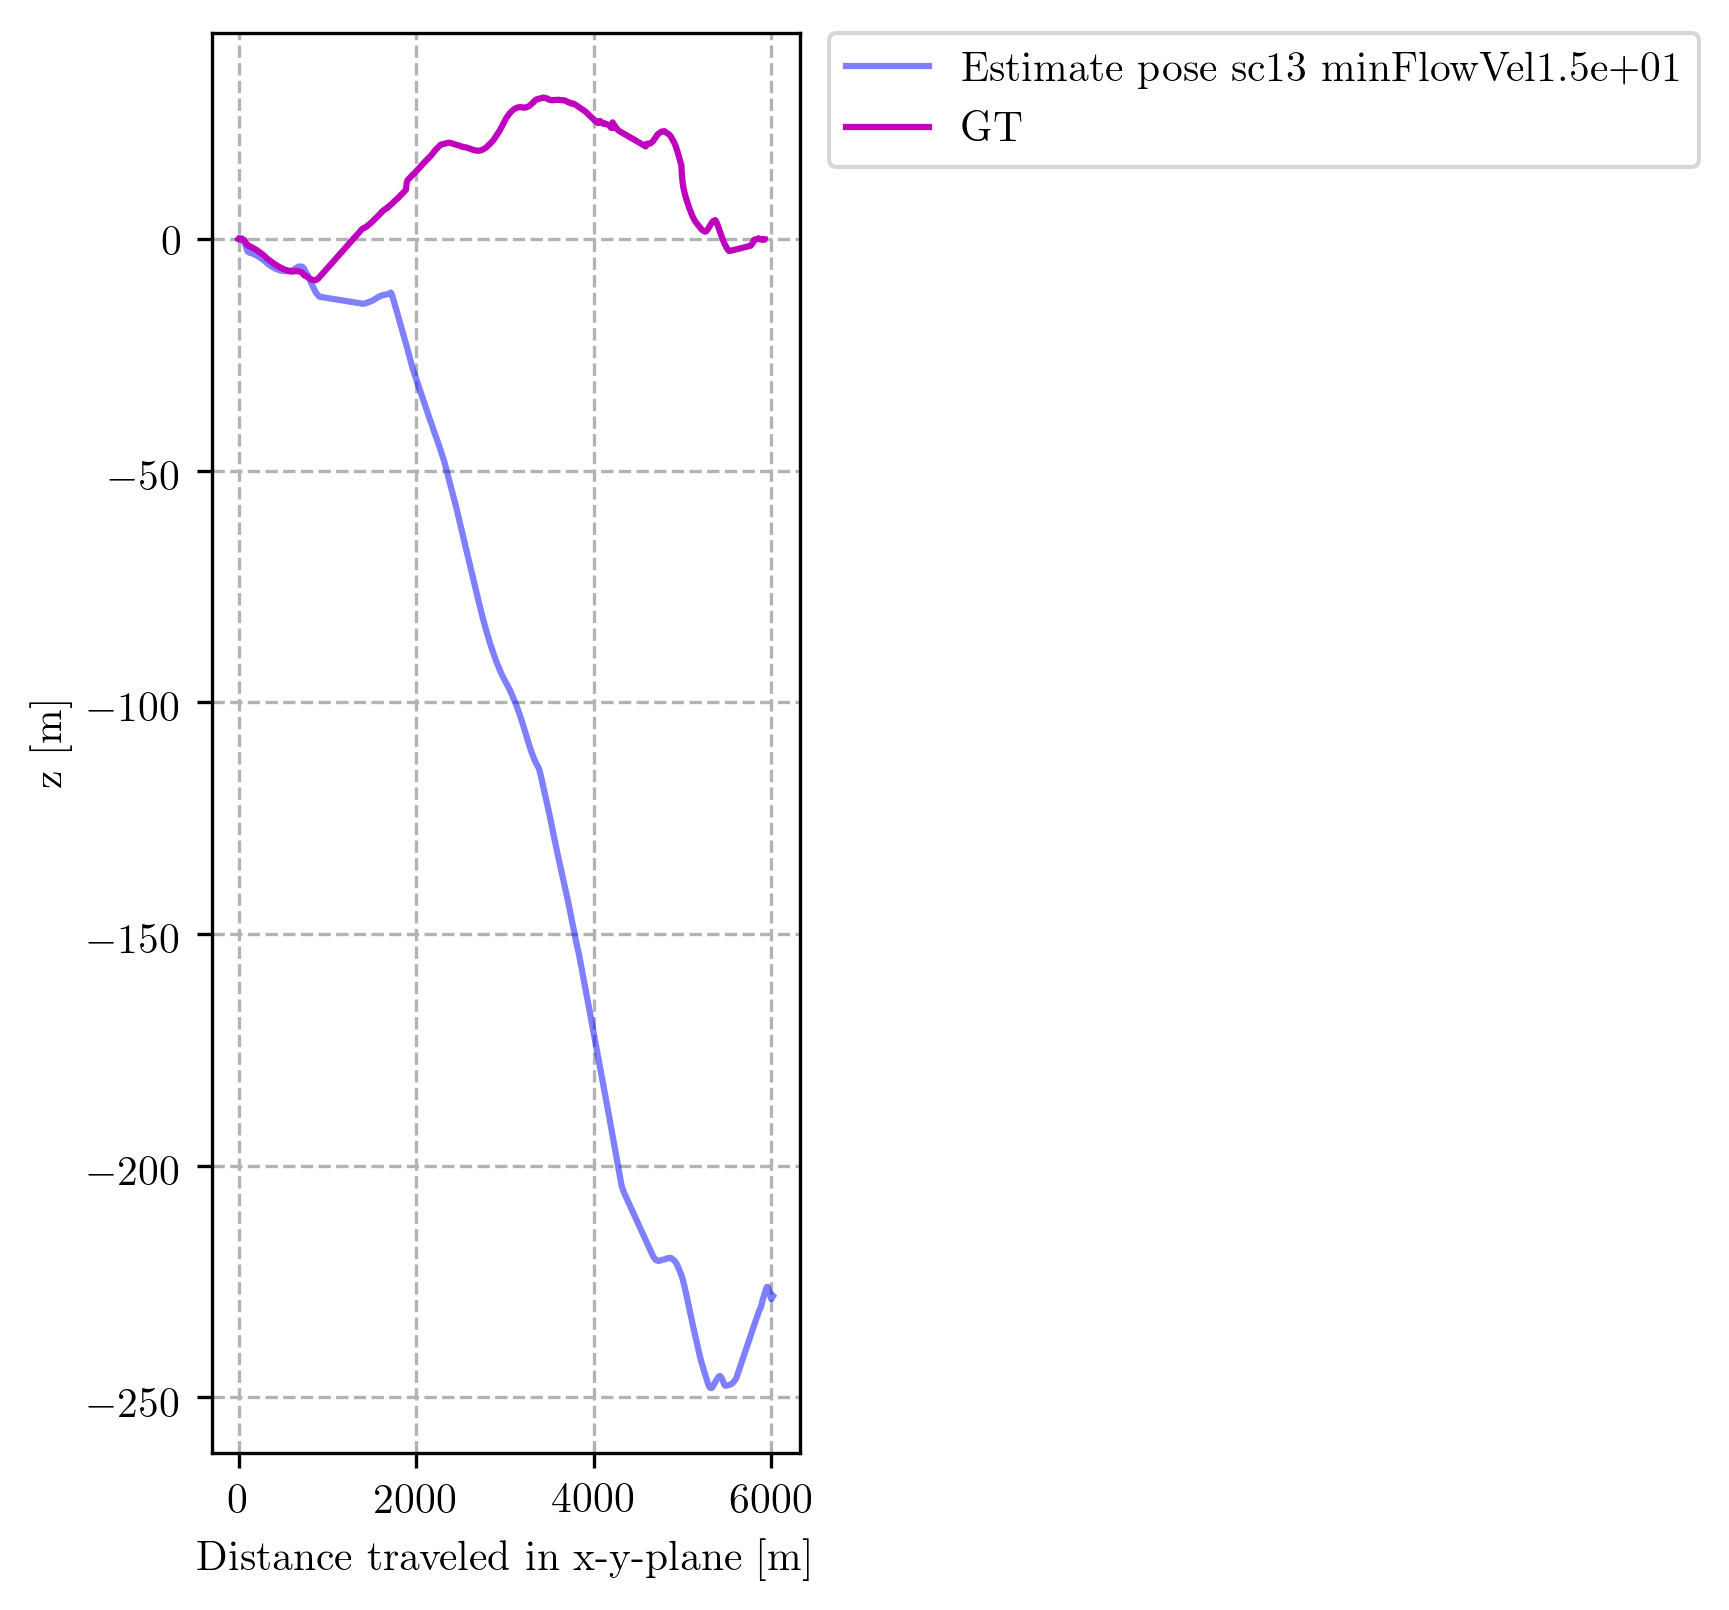 Estimate pose sc13 minFlowVel1.5e+01
GT
0
−50
−100
−150
−200
−250
z [m]
0 2000 4000 6000
Distance traveled in x-y-plane [m]